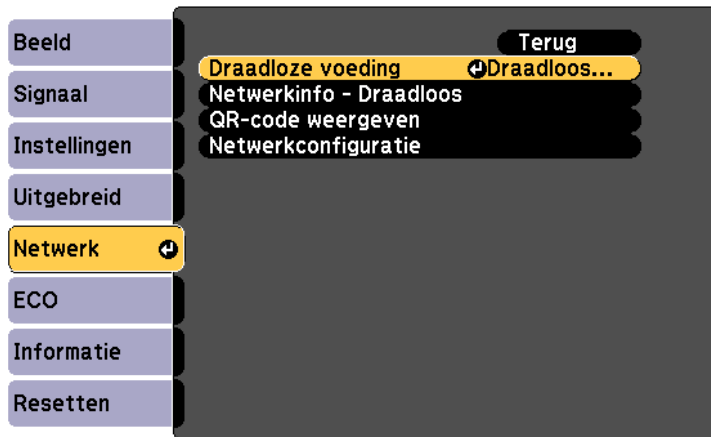 Beeld
Signaal
Instellingen
Uitgebreid
Netwerk
ECO
Informatie
Resetten
Terug
Draadloze voeding Draadloos...
Netwerkinfo - Draadloos
QR-code weergeven
Netwerkconfiguratie